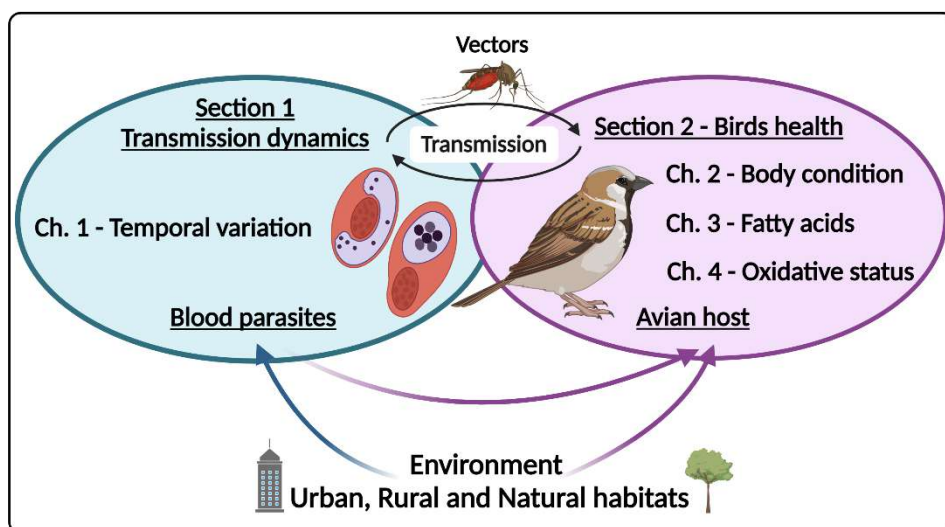 Vectors
Section 1
Transmission dynamics
Transmission
Section 2 - Birds health
Ch. 1 - Temporal variation
Ch. 2 - Body condition
Ch. 3 - Fatty acids
Ch. 4 - Oxidative status
Blood parasites
Avian host
Environment
Urban, Rural and Natural habitats